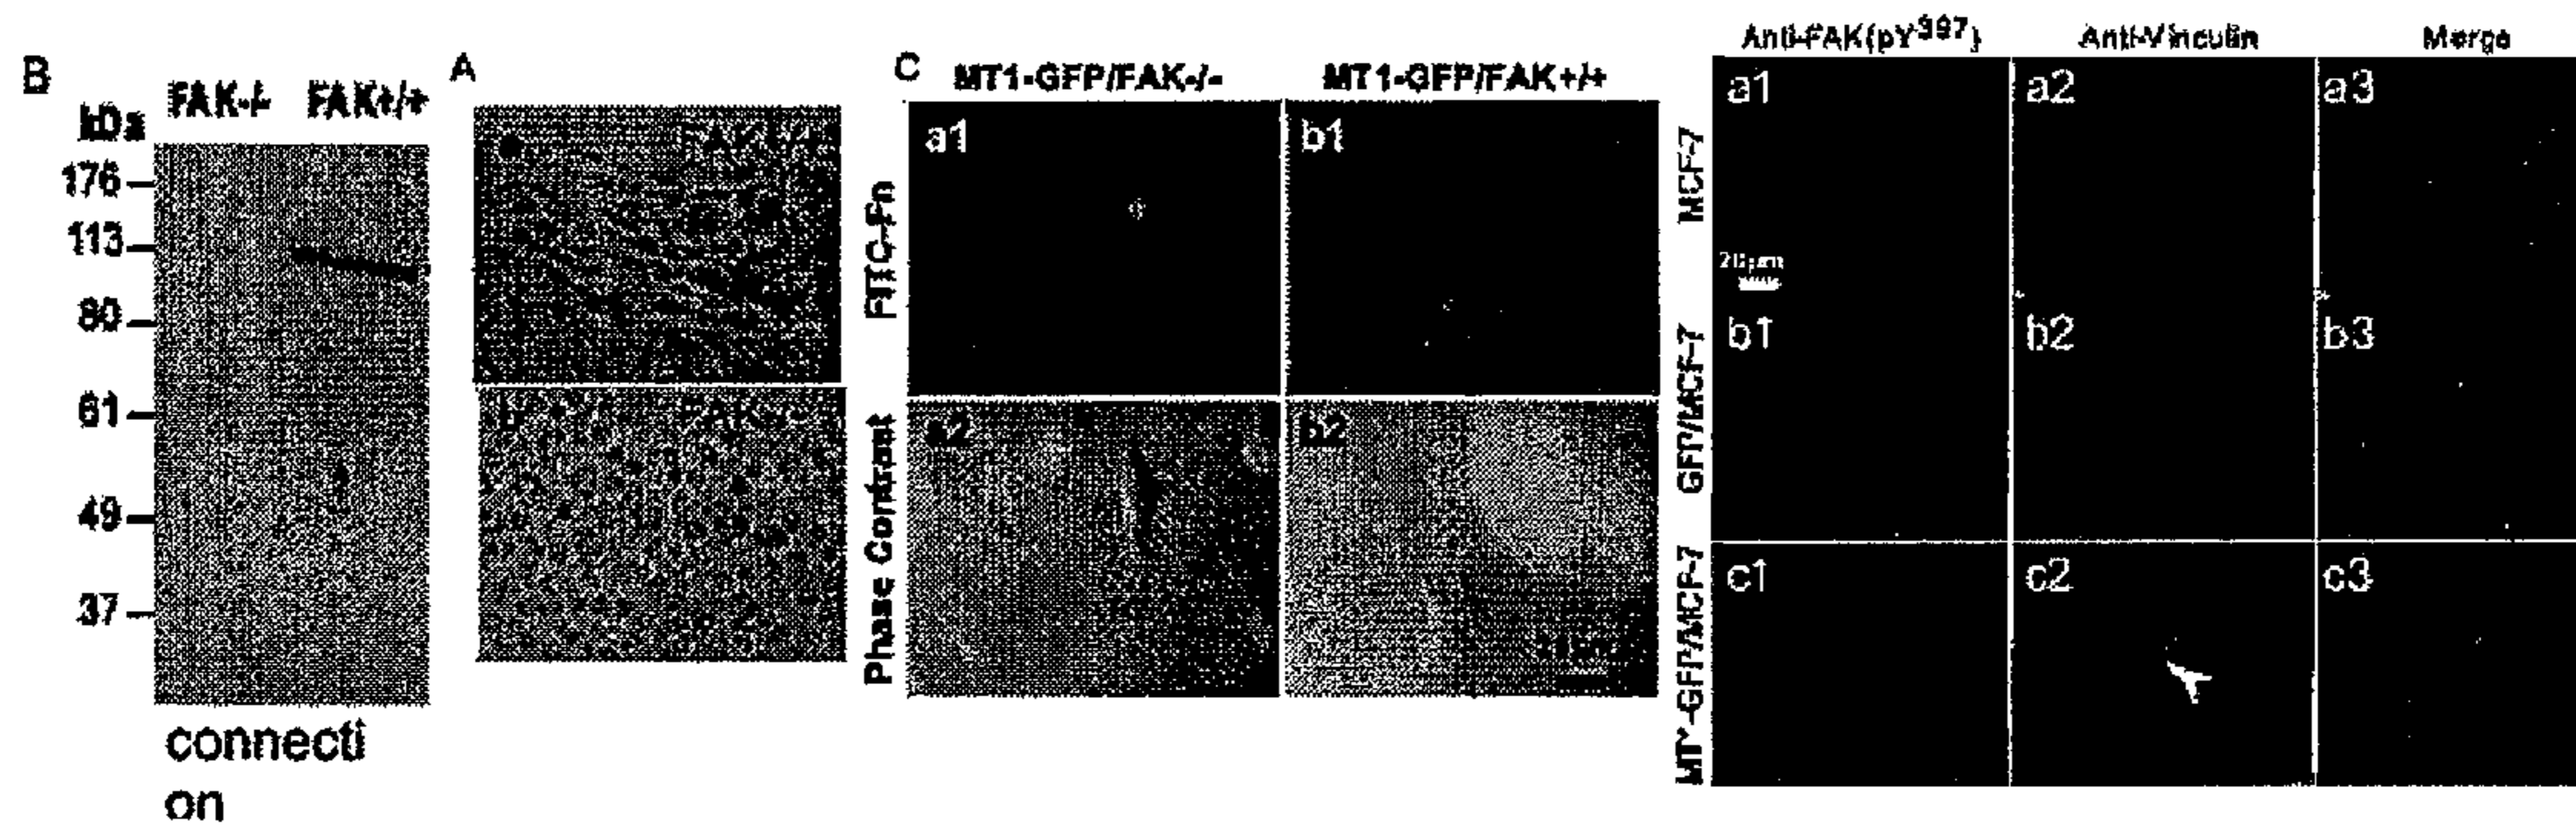 B
FAK-/- FAK+/+
kDa
176
113
80
61
49
37
connecti
on
A
a FAK+/+
b FAK-/-
C
MT1-GFP/FAK-/- MT1-GFP/FAK+/+
FITC-Fn
a1 b1
Phase Contrast
a2 b2
Anti-FAK(pY397) Anti-Vinculin Merge
MCF-7
a1 a2 a3
20µm
GFP/MCF-7
b1 b2 b3
MT1-GFP/MCF-7
c1 c2 c3